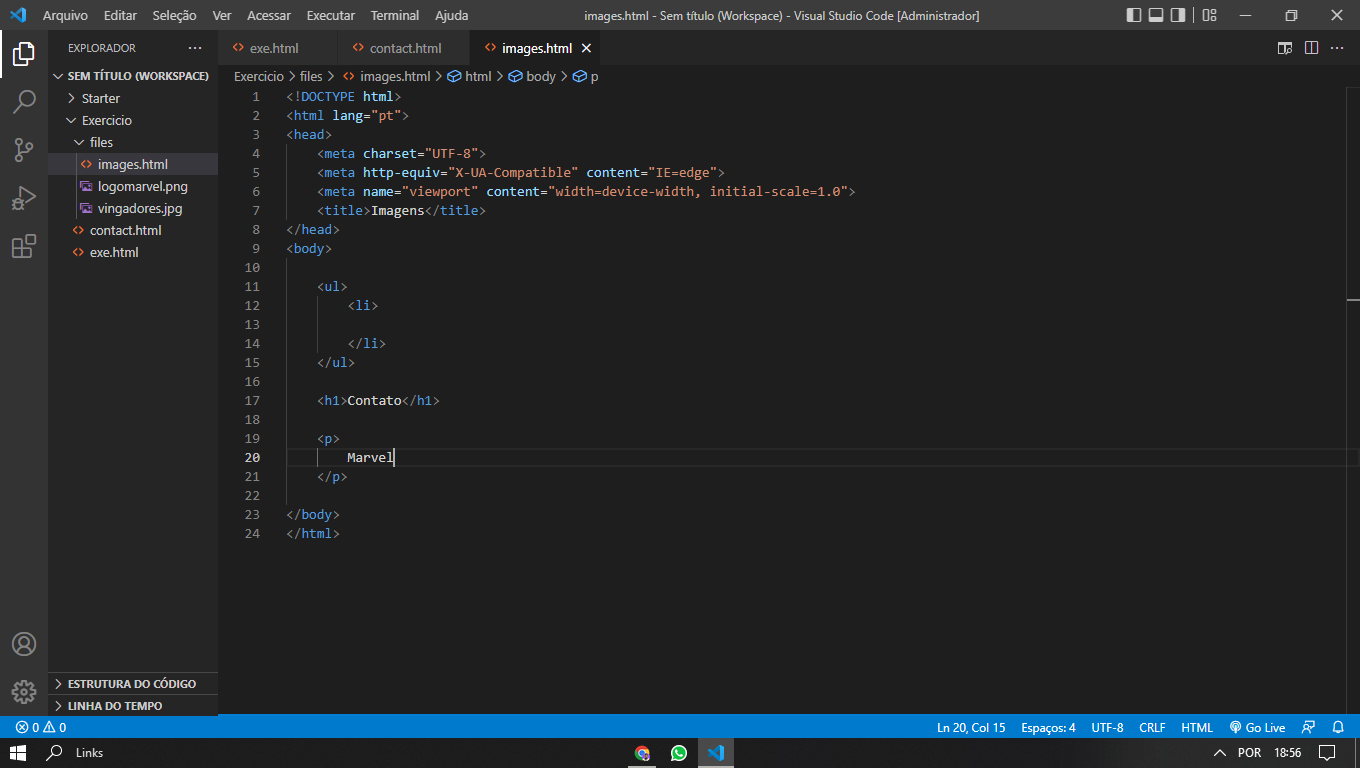 Arquivo Editar Seleção Ver Acessar Executar Terminal Ajuda images.html - Sem título (Workspace) - Visual Studio Code [Administrador]
EXPLORADOR
SEM TÍTULO (WORKSPACE)
Starter
Exercicio
files
images.html
logomarvel.png
vingadores.jpg
contact.html
exe.html
ESTRUTURA DO CÓDIGO
LINHA DO TEMPO
exe.html contact.html images.html
Exercicio > files > images.html > html > body > p
1 <!DOCTYPE html>
2 <html lang="pt">
3 <head>
4 <meta charset="UTF-8">
5 <meta http-equiv="X-UA-Compatible" content="IE=edge">
6 <meta name="viewport" content="width=device-width, initial-scale=1.0">
7 <title>Imagens</title>
8 </head>
9 <body>
10
11 <ul>
12 <li>
13
14 </li>
15 </ul>
16
17 <h1>Contato</h1>
18
19 <p>
20 Marvel
21 </p>
22
23 </body>
24 </html>
0 0 Ln 20, Col 15 Espaços: 4 UTF-8 CRLF HTML Go Live
Links POR 18:56